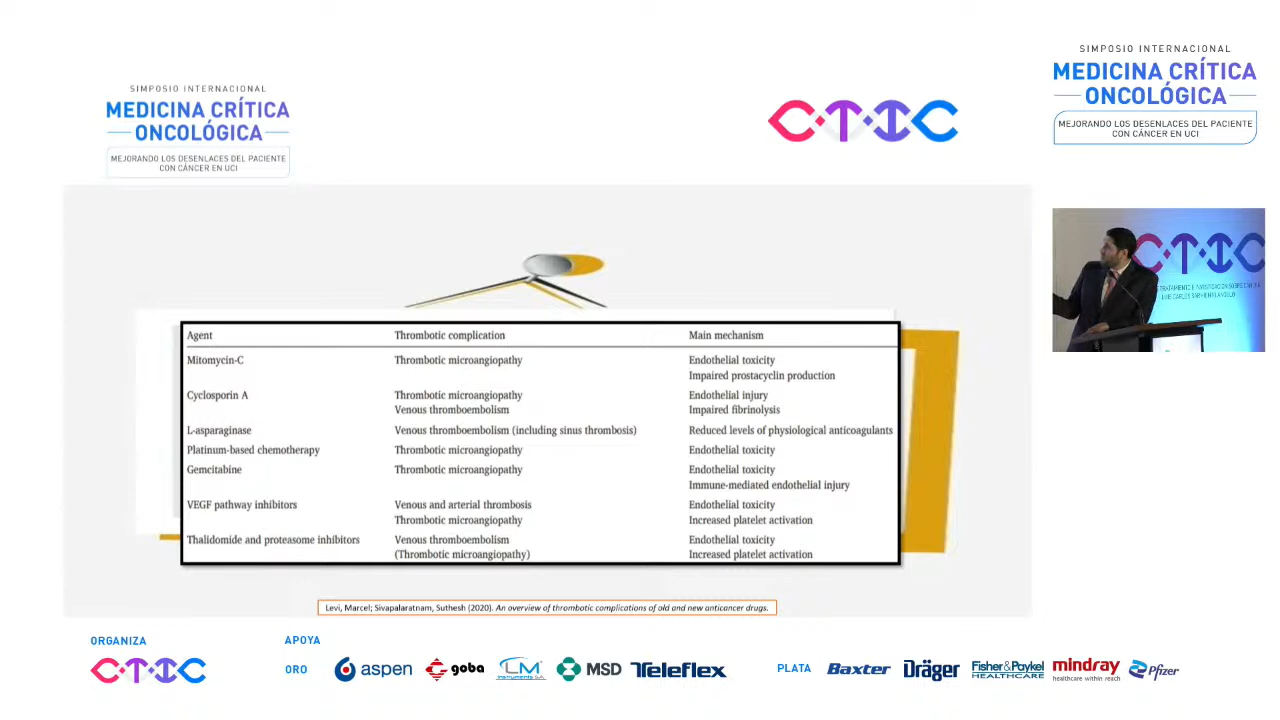 SIMPOSIO INTERNACIONAL
MEDICINA CRÍTICA
ONCOLÓGICA
MEJORANDO LOS DESENLACES DEL PACIENTE
CON CÁNCER EN UCI
CTIC
SIMPOSIO INTERNACIONAL
MEDICINA CRÍTICA
ONCOLÓGICA
MEJORANDO LOS DESENLACES DEL PACIENTE
CON CÁNCER EN UCI
CTIC
Agent Thrombotic complication Main mechanism
Mitomycin-C Thrombotic microangiopathy Endothelial toxicity
Impaired prostacyclin production
Cyclosporin A Thrombotic microangiopathy Endothelial injury
Venous thromboembolism Impaired fibrinolysis
L-asparaginase Venous thromboembolism (including sinus thrombosis) Reduced levels of physiological anticoagulants
Platinum-based chemotherapy Thrombotic microangiopathy Endothelial toxicity
Gemcitabine Thrombotic microangiopathy Endothelial toxicity
Immune-mediated endothelial injury
VEGF pathway inhibitors Venous and arterial thrombosis Endothelial toxicity
Thrombotic microangiopathy Increased platelet activation
Thalidomide and proteasome inhibitors Venous thromboembolism Endothelial toxicity
(Thrombotic microangiopathy) Increased platelet activation
Levi, Marcel; Sivapalaratnam, Suthesh (2020). An overview of thrombotic complications of old and new anticancer drugs.
ORGANIZA
CTIC
APOYA
ORO
aspen
goba
LM
Instruments S.A.
MSD
Teleflex
PLATA
Baxter
Dräger
Fisher & Paykel
HEALTHCARE
mindray
healthcare within reach
Pfizer